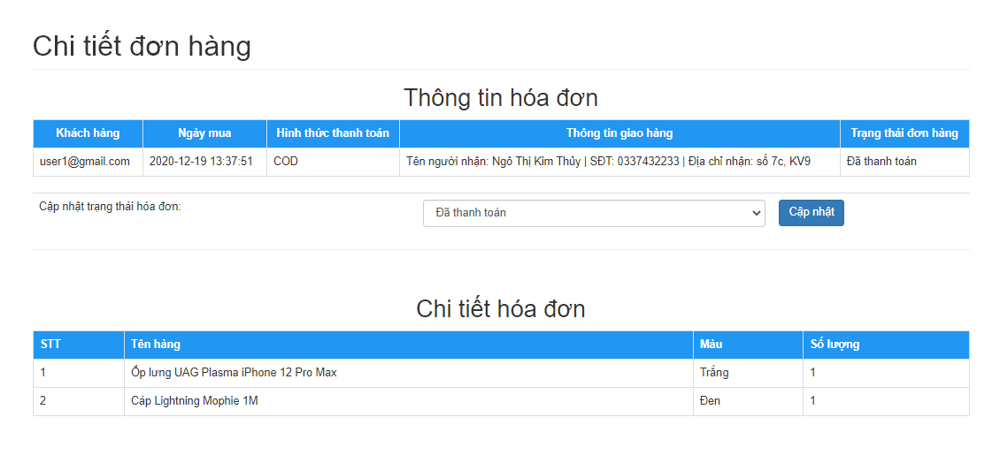 Chi tiết đơn hàng
Thông tin hóa đơn
Khách hàng Ngày mua Hình thức thanh toán Thông tin giao hàng Trạng thái đơn hàng
user1@gmail.com 2020-12-19 13:37:51 COD Tên người nhận: Ngô Thị Kim Thủy | SĐT: 0337432233 | Địa chỉ nhận: số 7c, KV9 Đã thanh toán
Cập nhật trạng thái hóa đơn: Đã thanh toán Cập nhật
Chi tiết hóa đơn
STT Tên hàng Màu Số lượng
1 Ốp lưng UAG Plasma iPhone 12 Pro Max Trắng 1
2 Cáp Lightning Mophie 1M Đen 1